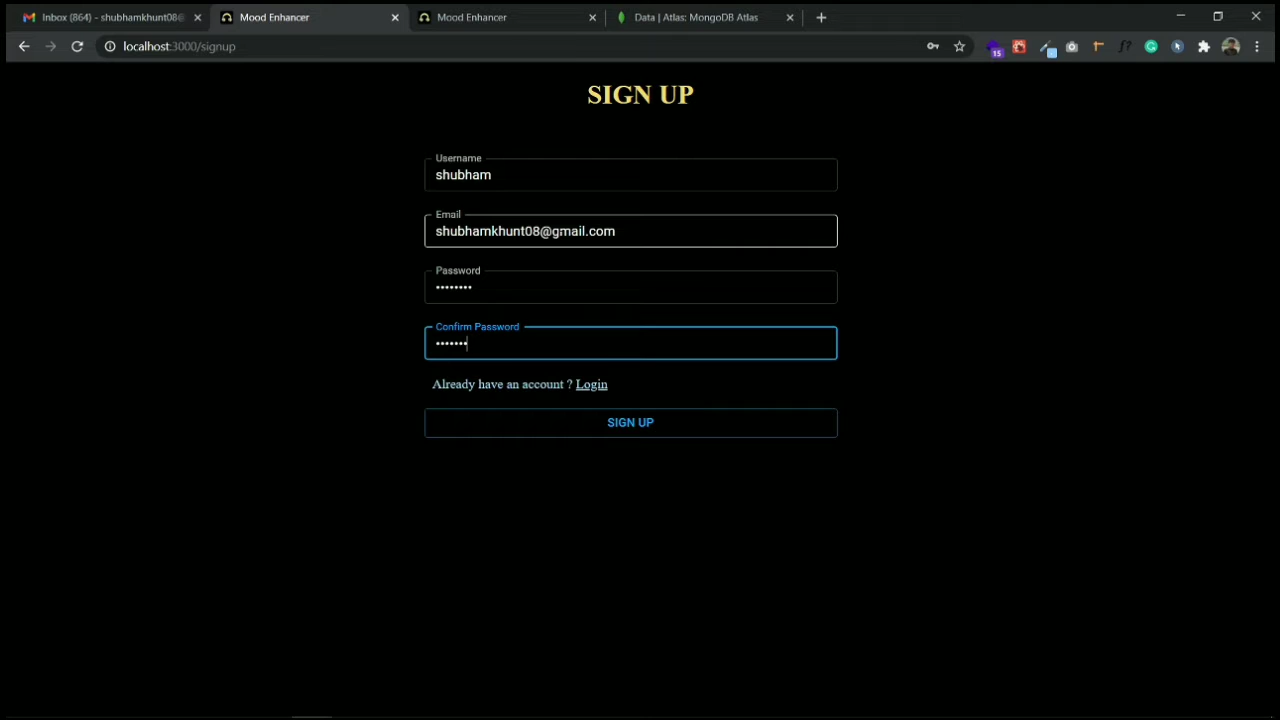 Inbox (864) - shubhamkhunt08@
Mood Enhancer
Mood Enhancer
Data | Atlas: MongoDB Atlas
localhost:3000/signup
15
f?
SIGN UP
Username
shubham
Email
shubhamkhunt08@gmail.com
Password
••••••••
Confirm Password
•••••••
Already have an account ? Login
SIGN UP